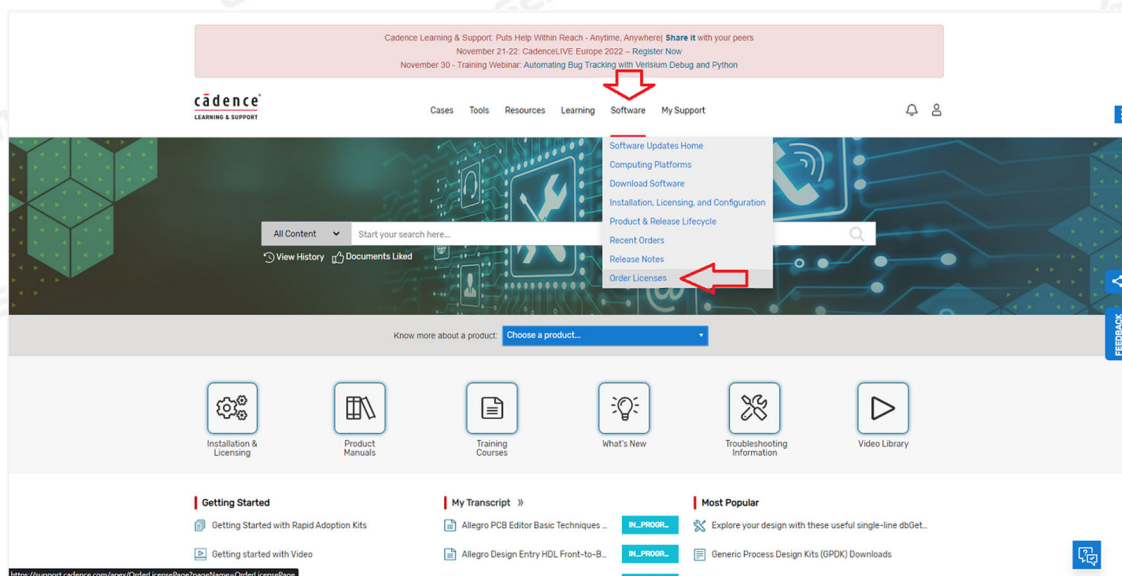 Cadence Learning & Support: Puts Help Within Reach - Anytime, Anywhere| Share it with your peers
November 21-22: CadenceLIVE Europe 2022 – Register Now
November 30 - Training Webinar: Automating Bug Tracking with Verisium Debug and Python
cādence
LEARNING & SUPPORT
Cases Tools Resources Learning Software My Support
Software Updates Home
Computing Platforms
Download Software
Installation, Licensing, and Configuration
Product & Release Lifecycle
Recent Orders
Release Notes
Order Licenses
All Content Start your search here...
View History Documents Liked
FEEDBACK
Know more about a product: Choose a product...
Installation & Licensing
Product Manuals
Training Courses
What's New
Troubleshooting Information
Video Library
Getting Started
Getting Started with Rapid Adoption Kits
Getting started with Video
My Transcript »
Allegro PCB Editor Basic Techniques ... IN_PROGR...
Allegro Design Entry HDL Front-to-B... IN_PROGR...
Most Popular
Explore your design with these useful single-line dbGet...
Generic Process Design Kits (GPDK) Downloads
https://support.cadence.com/apex/OrderLicensePage?pageName=OrderLicensePage